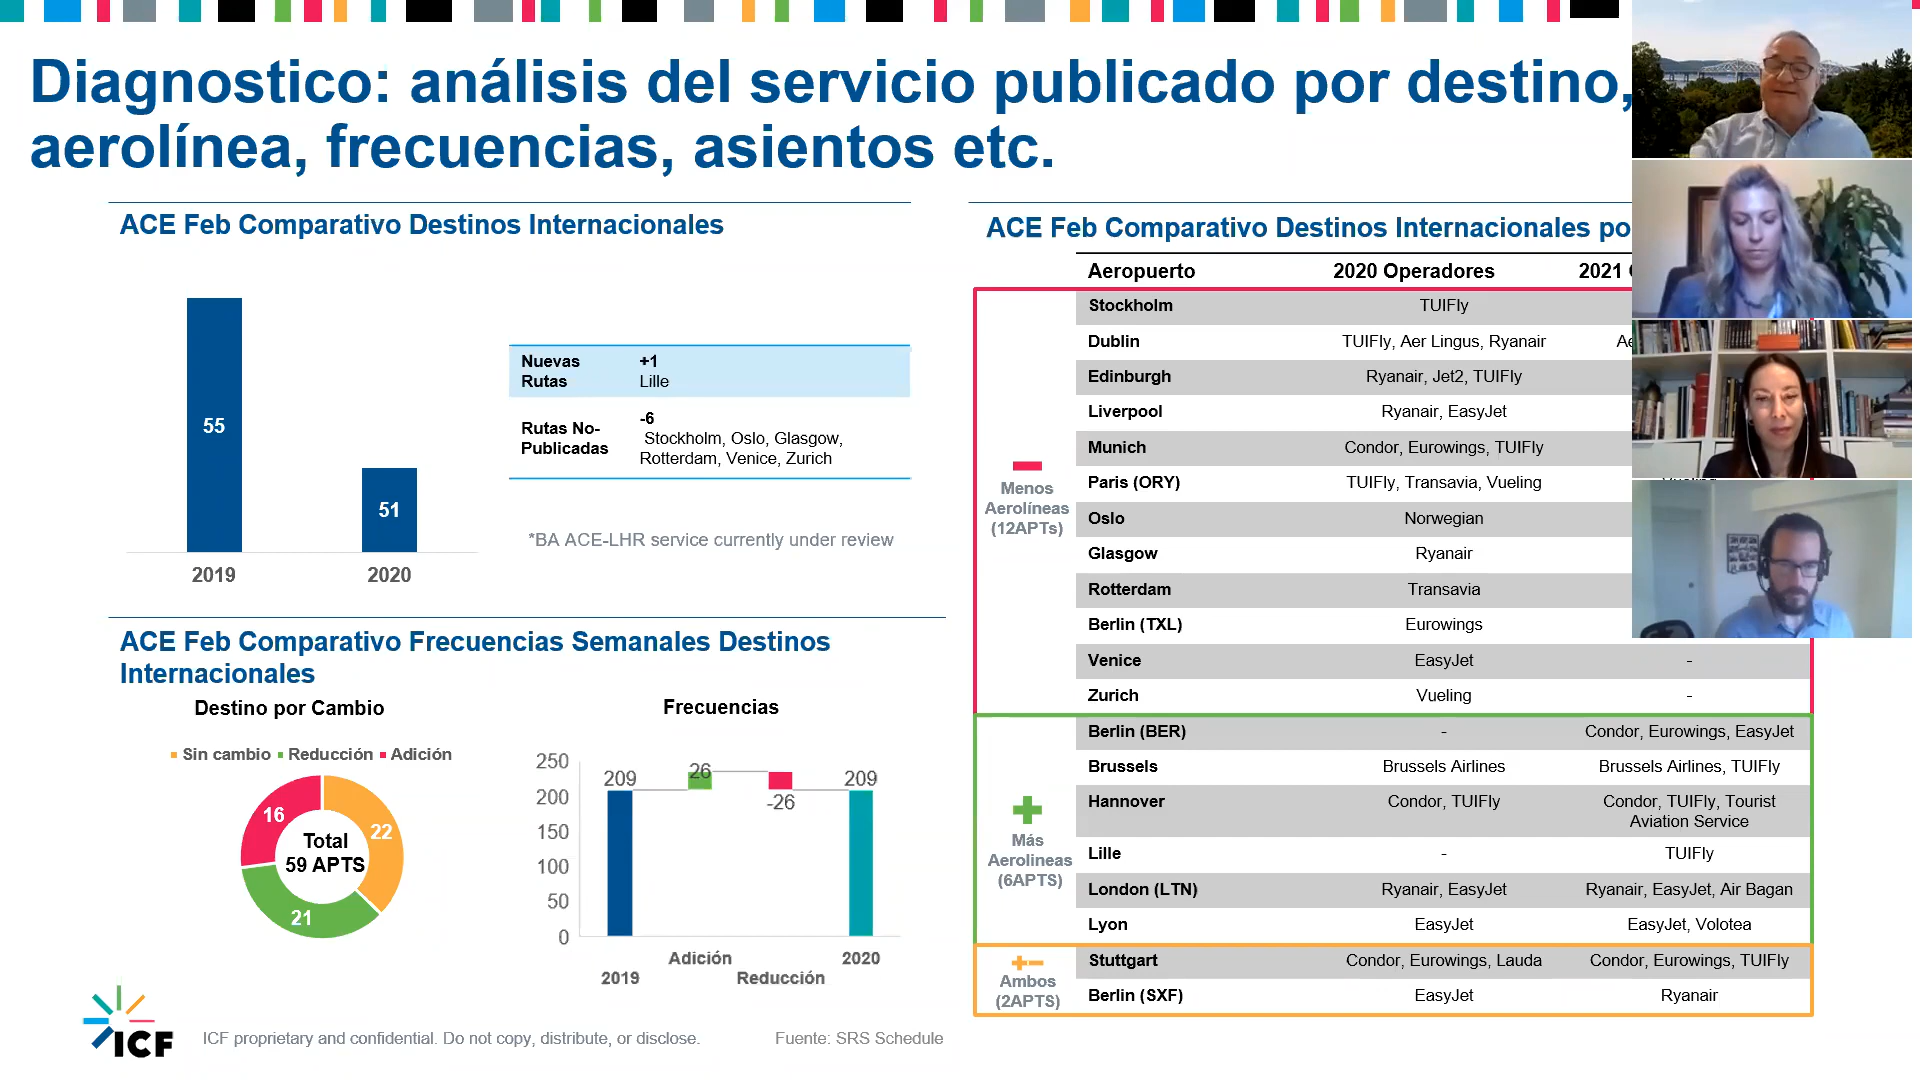 Diagnostico: análisis del servicio publicado por destino,
aerolínea, frecuencias, asientos etc.
ACE Feb Comparativo Destinos Internacionales
55
51
2019
2020
Nuevas Rutas
+1
Lille
Rutas No-Publicadas
-6
Stockholm, Oslo, Glasgow,
Rotterdam, Venice, Zurich
*BA ACE-LHR service currently under review
ACE Feb Comparativo Frecuencias Semanales Destinos
Internacionales
Destino por Cambio
Sin cambio Reducción Adición
16
22
21
Total
59 APTS
Frecuencias
250
200
150
100
50
0
209
26
-26
209
2019
Adición
Reducción
2020
ACE Feb Comparativo Destinos Internacionales po
Aeropuerto 2020 Operadores 2021
Menos
Aerolíneas
(12APTs)
Stockholm TUIFly
Dublin TUIFly, Aer Lingus, Ryanair Ae
Edinburgh Ryanair, Jet2, TUIFly
Liverpool Ryanair, EasyJet
Munich Condor, Eurowings, TUIFly
Paris (ORY) TUIFly, Transavia, Vueling
Oslo Norwegian
Glasgow Ryanair
Rotterdam Transavia
Berlin (TXL) Eurowings
Venice EasyJet -
Zurich Vueling -
Más
Aerolineas
(6APTS)
Berlin (BER) - Condor, Eurowings, EasyJet
Brussels Brussels Airlines Brussels Airlines, TUIFly
Hannover Condor, TUIFly Condor, TUIFly, Tourist
Aviation Service
Lille - TUIFly
London (LTN) Ryanair, EasyJet Ryanair, EasyJet, Air Bagan
Lyon EasyJet EasyJet, Volotea
Ambos
(2APTS)
Stuttgart Condor, Eurowings, Lauda Condor, Eurowings, TUIFly
Berlin (SXF) EasyJet Ryanair
ICF
ICF proprietary and confidential. Do not copy, distribute, or disclose.
Fuente: SRS Schedule